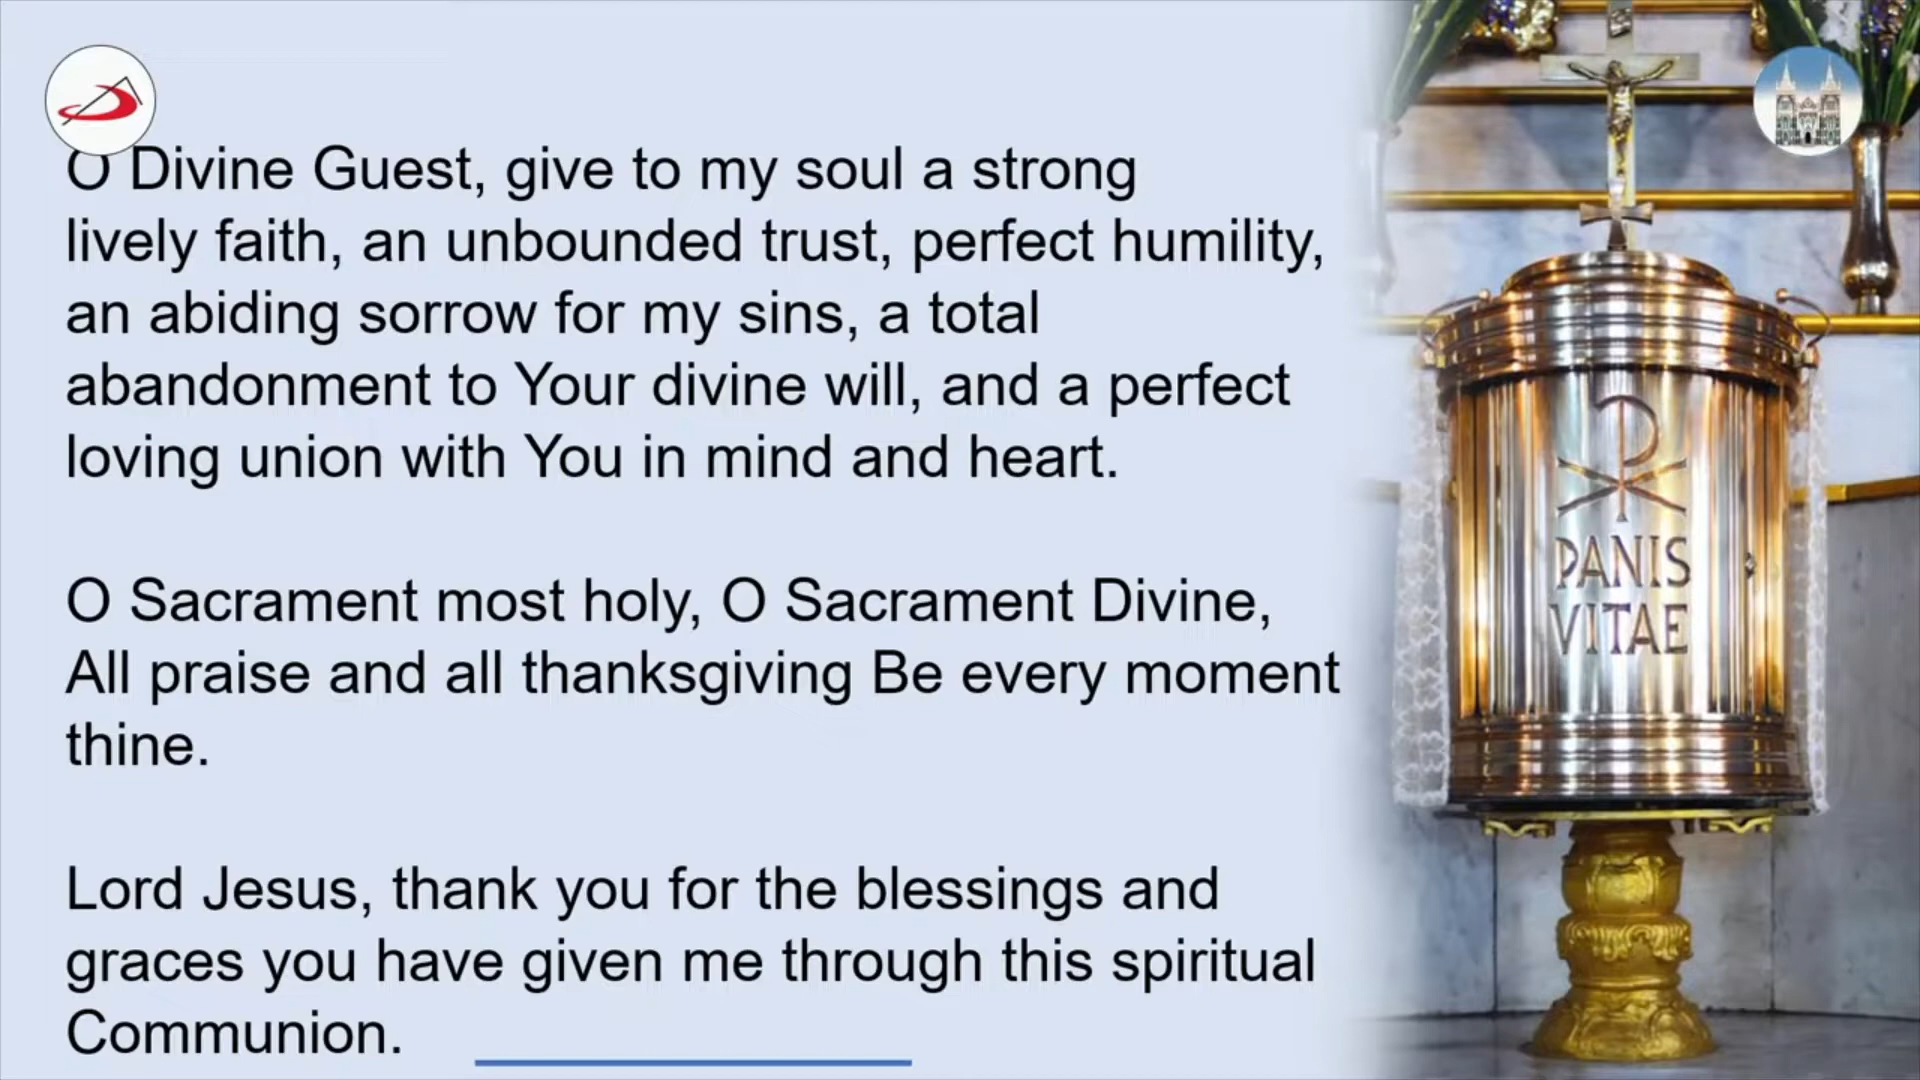 O Divine Guest, give to my soul a strong
lively faith, an unbounded trust, perfect humility,
an abiding sorrow for my sins, a total
abandonment to Your divine will, and a perfect
loving union with You in mind and heart.
O Sacrament most holy, O Sacrament Divine,
All praise and all thanksgiving Be every moment
thine.
Lord Jesus, thank you for the blessings and
graces you have given me through this spiritual
Communion.
PANIS
VITAE